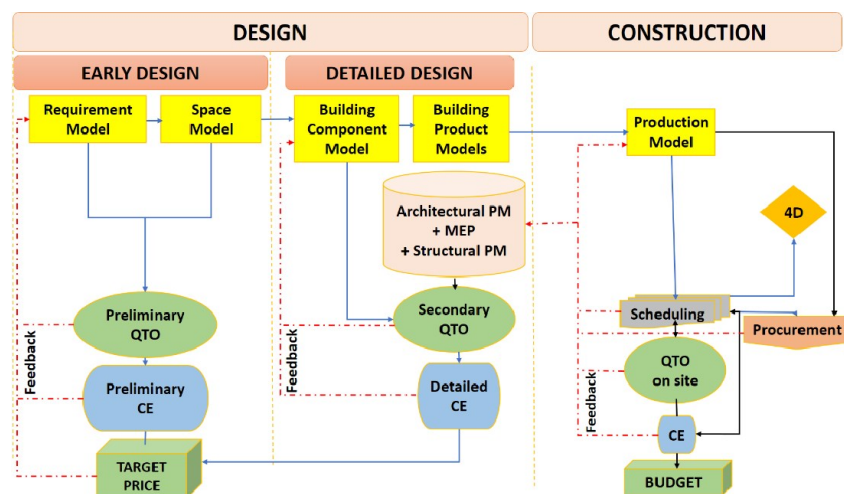 DESIGN
CONSTRUCTION
EARLY DESIGN
DETAILED DESIGN
Requirement
Model
Space
Model
Building
Component
Model
Building
Product
Models
Production
Model
Architectural PM
+ MEP
+ Structural PM
4D
Preliminary
QTO
Secondary
QTO
Scheduling
Procurement
Feedback
Feedback
Feedback
QTO
on site
Preliminary
CE
Detailed
CE
CE
TARGET
PRICE
BUDGET